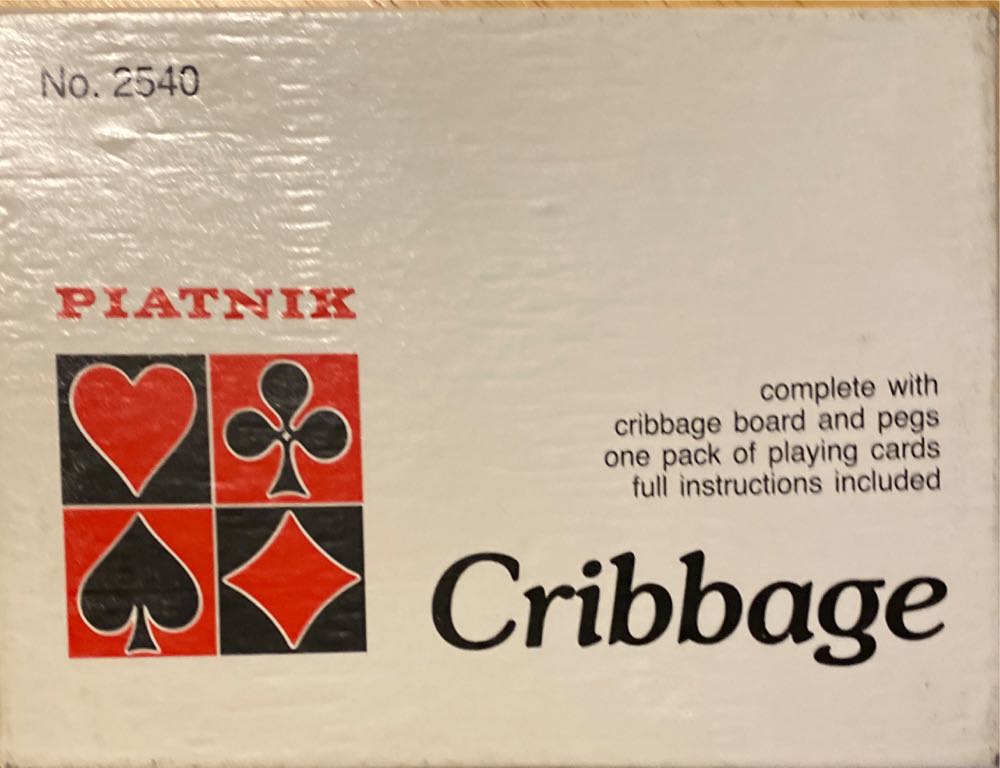 No. 2540
PIATNIK
complete with
cribbage board and pegs
one pack of playing cards
full instructions included
Cribbage